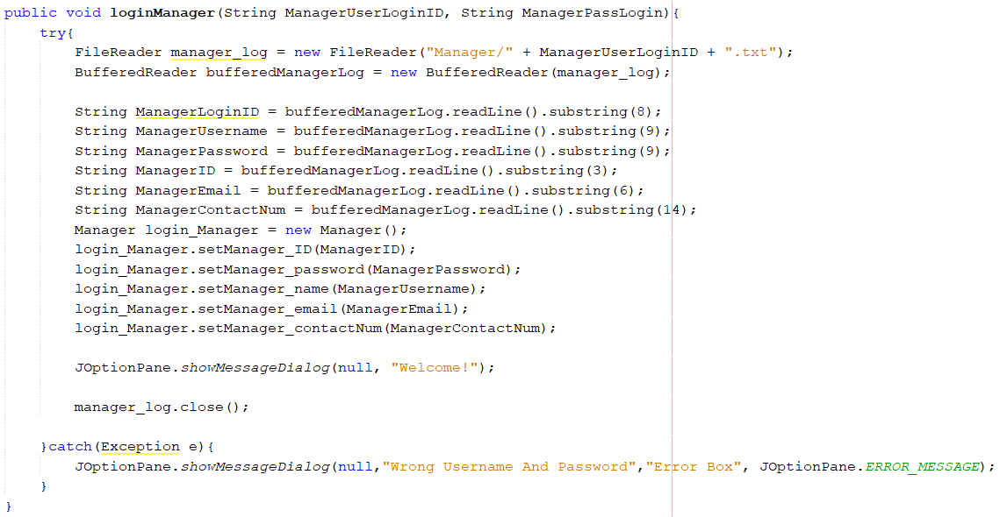 public void loginManager(String ManagerUserLoginID, String ManagerPassLogin){
try{
FileReader manager_log = new FileReader("Manager/" + ManagerUserLoginID + ".txt");
BufferedReader bufferedManagerLog = new BufferedReader(manager_log);
String ManagerLoginID = bufferedManagerLog.readLine().substring(8);
String ManagerUsername = bufferedManagerLog.readLine().substring(9);
String ManagerPassword = bufferedManagerLog.readLine().substring(9);
String ManagerID = bufferedManagerLog.readLine().substring(3);
String ManagerEmail = bufferedManagerLog.readLine().substring(6);
String ManagerContactNum = bufferedManagerLog.readLine().substring(14);
Manager login_Manager = new Manager();
login_Manager.setManager_ID(ManagerID);
login_Manager.setManager_password(ManagerPassword);
login_Manager.setManager_name(ManagerUsername);
login_Manager.setManager_email(ManagerEmail);
login_Manager.setManager_contactNum(ManagerContactNum);
JOptionPane.showMessageDialog(null, "Welcome!");
manager_log.close();
}catch(Exception e){
JOptionPane.showMessageDialog(null,"Wrong Username And Password","Error Box", JOptionPane.ERROR_MESSAGE);
}
}